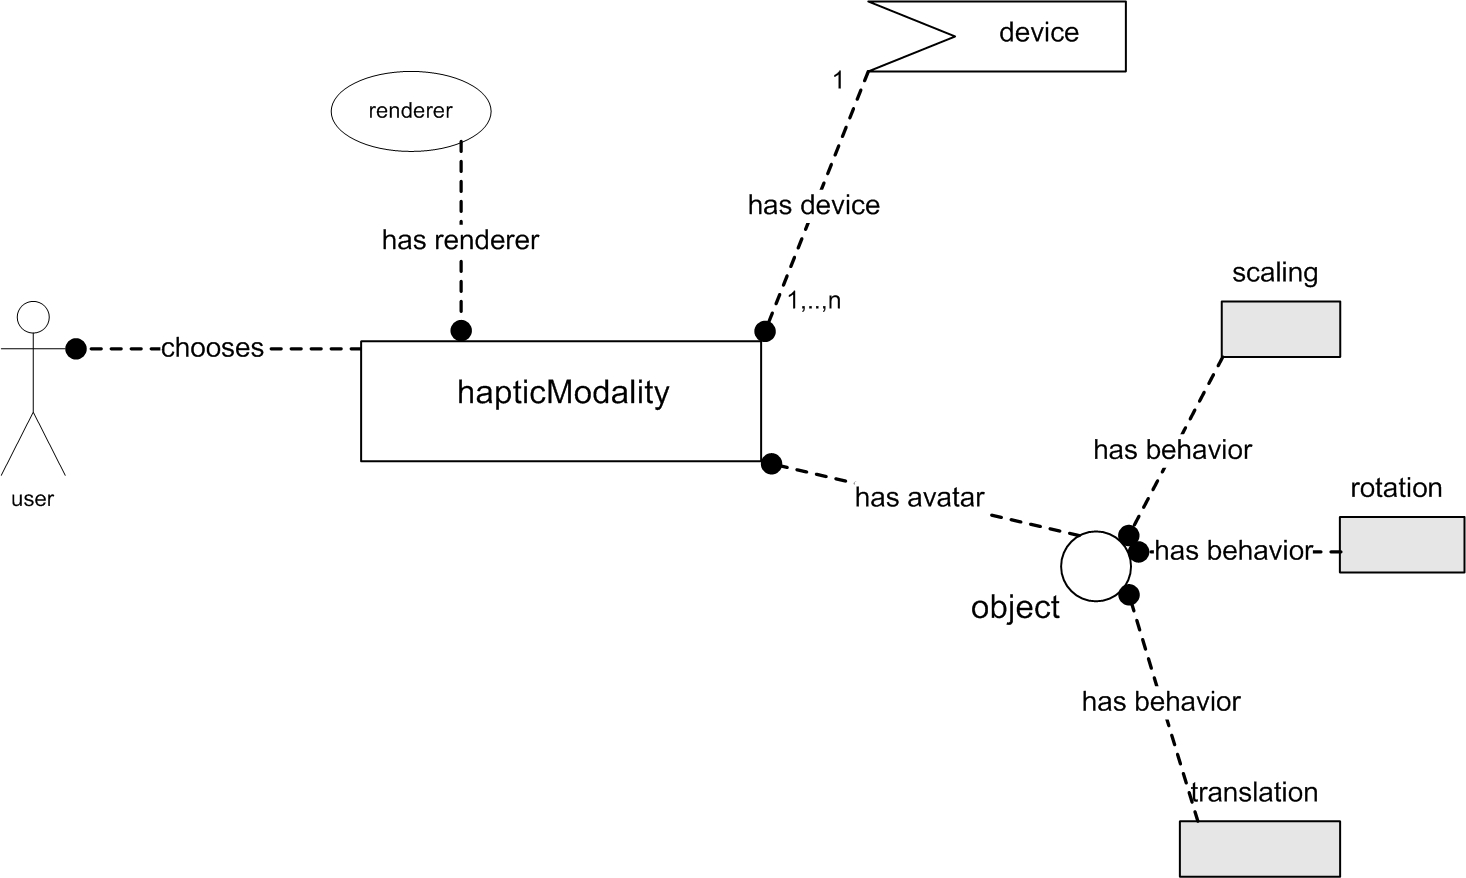 device
1
renderer
has device
has renderer
1,..,n
scaling
chooses
hapticModality
has behavior
rotation
user
has avatar
has behavior
object
has behavior
translation